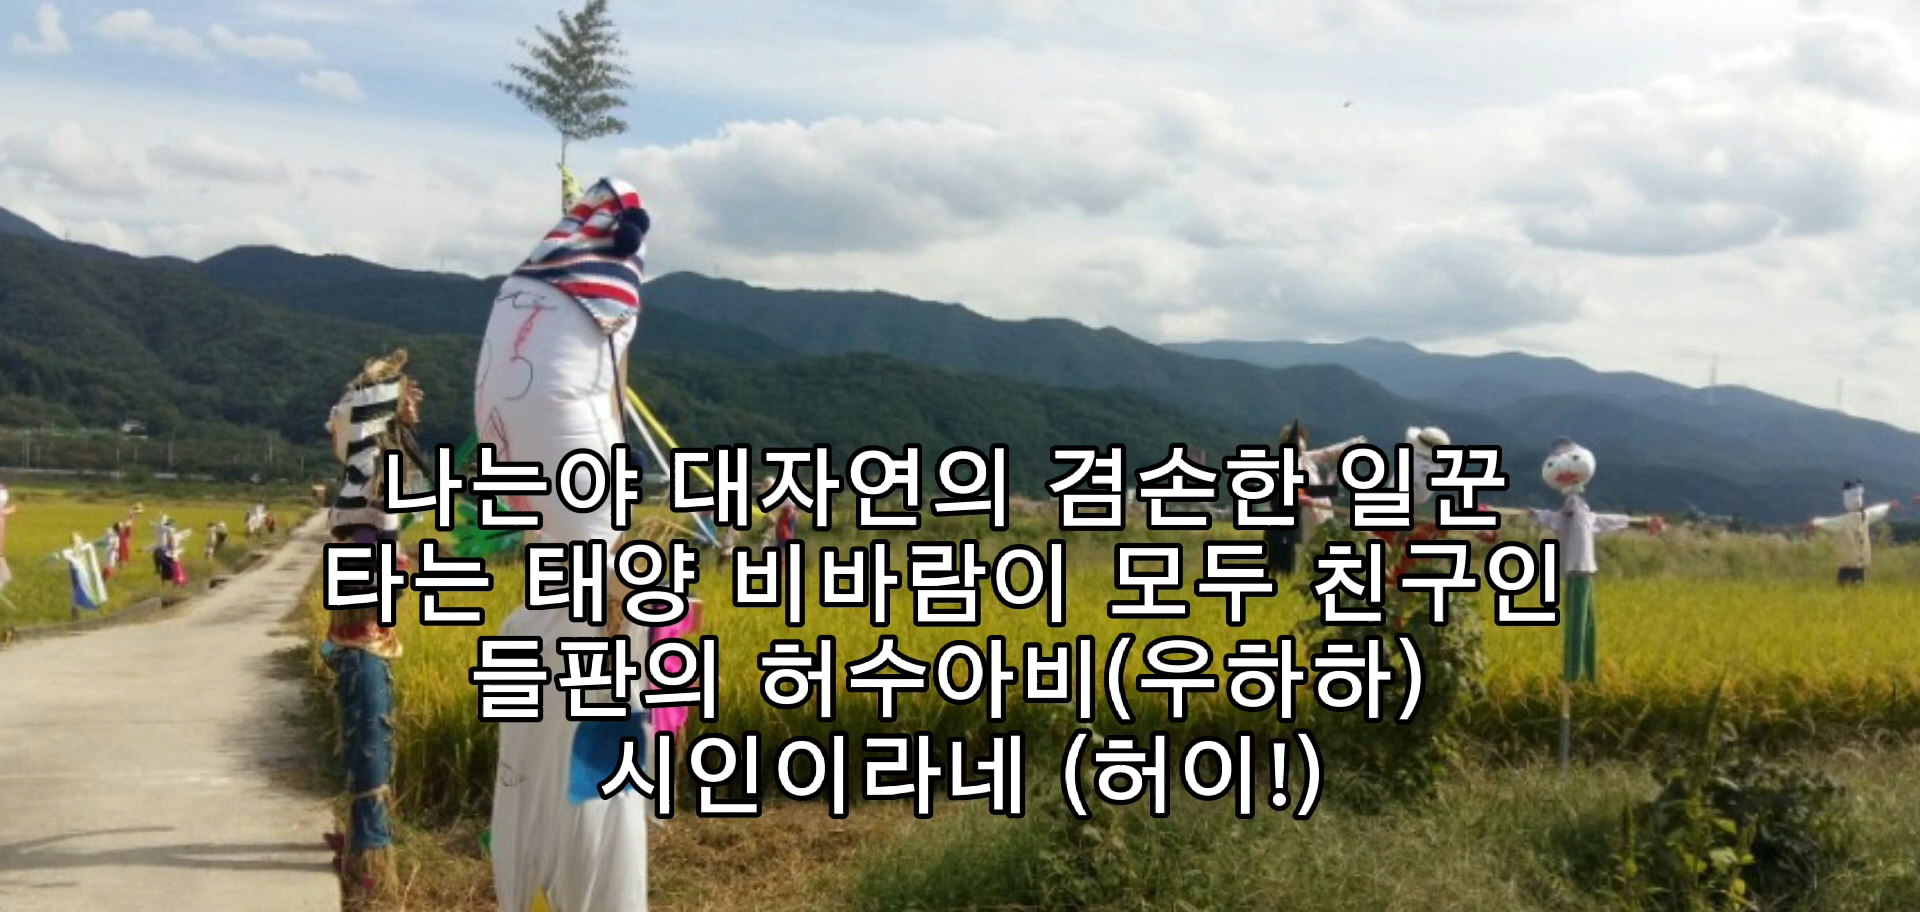 나는야 대자연의 겸손한 일꾼
타는 태양 비바람이 모두 친구인
들판의 허수아비(우하하)
시인이라네 (허이!)